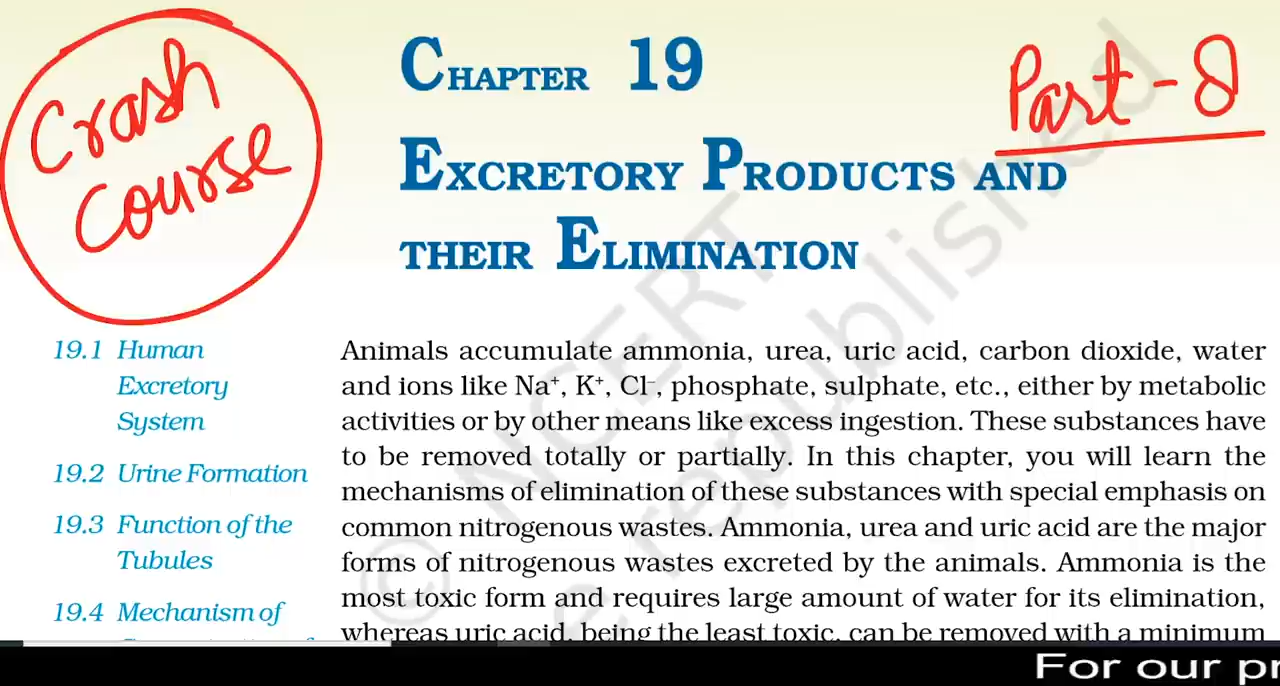 Crash
Course
CHAPTER 19
Part - 8
EXCRETORY PRODUCTS AND
THEIR ELIMINATION
19.1 Human
Excretory
System
19.2 Urine Formation
19.3 Function of the
Tubules
19.4 Mechanism of
Animals accumulate ammonia, urea, uric acid, carbon dioxide, water
and ions like Na⁺, K⁺, Cl⁻, phosphate, sulphate, etc., either by metabolic
activities or by other means like excess ingestion. These substances have
to be removed totally or partially. In this chapter, you will learn the
mechanisms of elimination of these substances with special emphasis on
common nitrogenous wastes. Ammonia, urea and uric acid are the major
forms of nitrogenous wastes excreted by the animals. Ammonia is the
most toxic form and requires large amount of water for its elimination,
whereas uric acid, being the least toxic, can be removed with a minimum
© NCERT
republished
For our pr